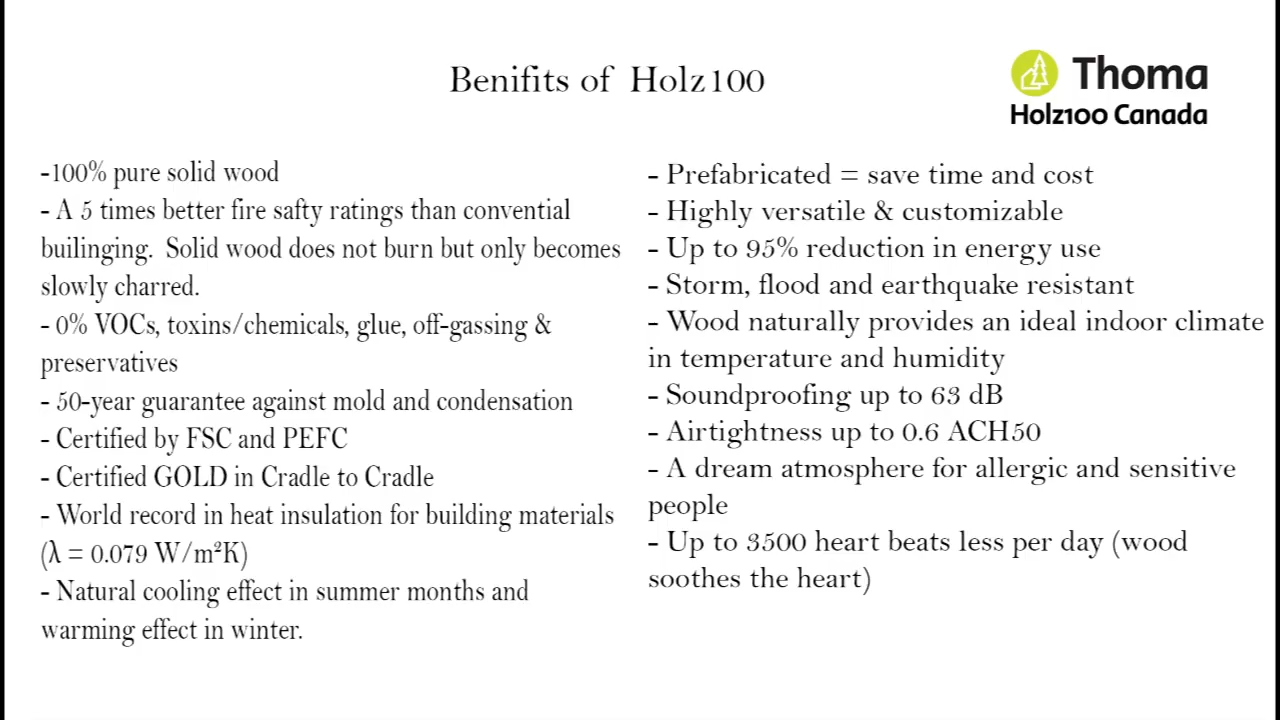 Benifits of Holz100
Thoma
Holz100 Canada
-100% pure solid wood
- A 5 times better fire safty ratings than convential
builinging. Solid wood does not burn but only becomes
slowly charred.
- 0% VOCs, toxins/chemicals, glue, off-gassing &
preservatives
- 50-year guarantee against mold and condensation
- Certified by FSC and PEFC
- Certified GOLD in Cradle to Cradle
- World record in heat insulation for building materials
(λ = 0.079 W/m²K)
- Natural cooling effect in summer months and
warming effect in winter.
- Prefabricated = save time and cost
- Highly versatile & customizable
- Up to 95% reduction in energy use
- Storm, flood and earthquake resistant
- Wood naturally provides an ideal indoor climate
in temperature and humidity
- Soundproofing up to 63 dB
- Airtightness up to 0.6 ACH50
- A dream atmosphere for allergic and sensitive
people
- Up to 3500 heart beats less per day (wood
soothes the heart)